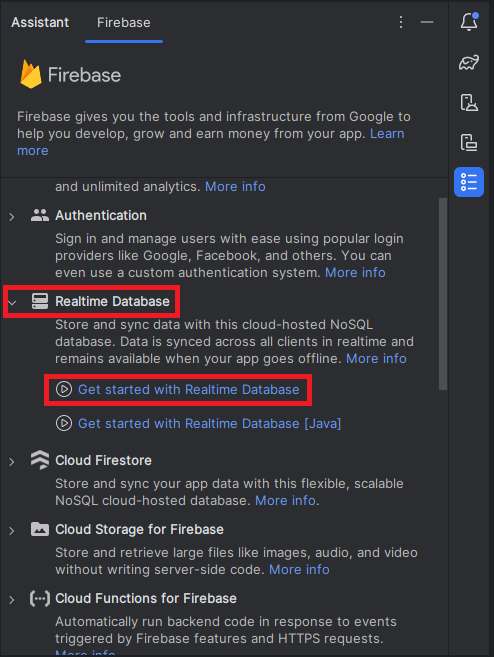 Assistant Firebase
Firebase
Firebase gives you the tools and infrastructure from Google to
help you develop, grow and earn money from your app. Learn
more
and unlimited analytics. More info
Authentication
Sign in and manage users with ease using popular login
providers like Google, Facebook, and others. You can
even use a custom authentication system. More info
Realtime Database
Store and sync data with this cloud-hosted NoSQL
database. Data is synced across all clients in realtime and
remains available when your app goes offline. More info
Get started with Realtime Database
Get started with Realtime Database [Java]
Cloud Firestore
Store and sync your app data with this flexible, scalable
NoSQL cloud-hosted database. More info.
Cloud Storage for Firebase
Store and retrieve large files like images, audio, and video
without writing server-side code. More info
Cloud Functions for Firebase
Automatically run backend code in response to events
triggered by Firebase features and HTTPS requests.
More info